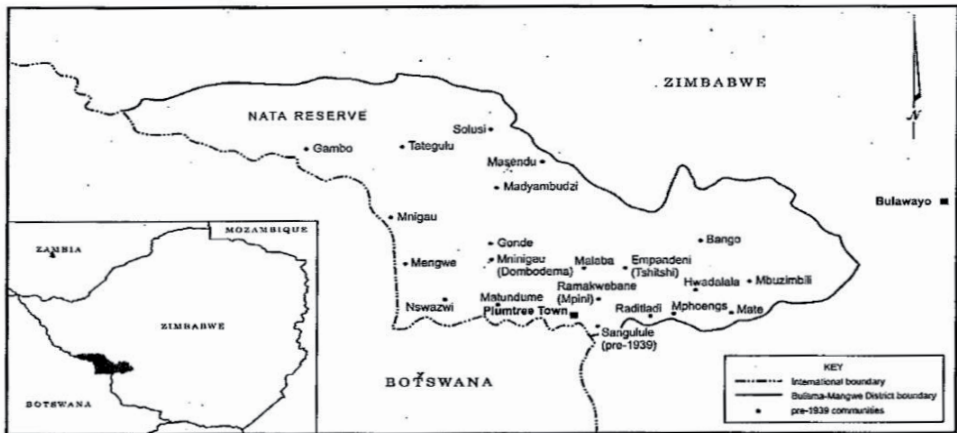 ZIMBABWE
N
NATA RESERVE
Solusi
Gambo
Tategulu
Masendu
Madyambudzi
Bulawayo
Mnigau
MOZAMBIQUE
ZAMBIA
Gonde
Bango
Mengwe
Mninigau
(Dombodema)
Malaba
Empandeni
(Tshitshi)
Hwadalala
Mbuzimbili
Nswazwi
Matundume
Ramakwebane
(Mpini)
Plumtree Town
Raditladi
Mphoengs
Mate
Sangulule
(pre-1939)
ZIMBABWE
BOTSWANA
BOTSWANA
KEY
International boundary
Bulilima-Mangwe District boundary
pre-1939 communities